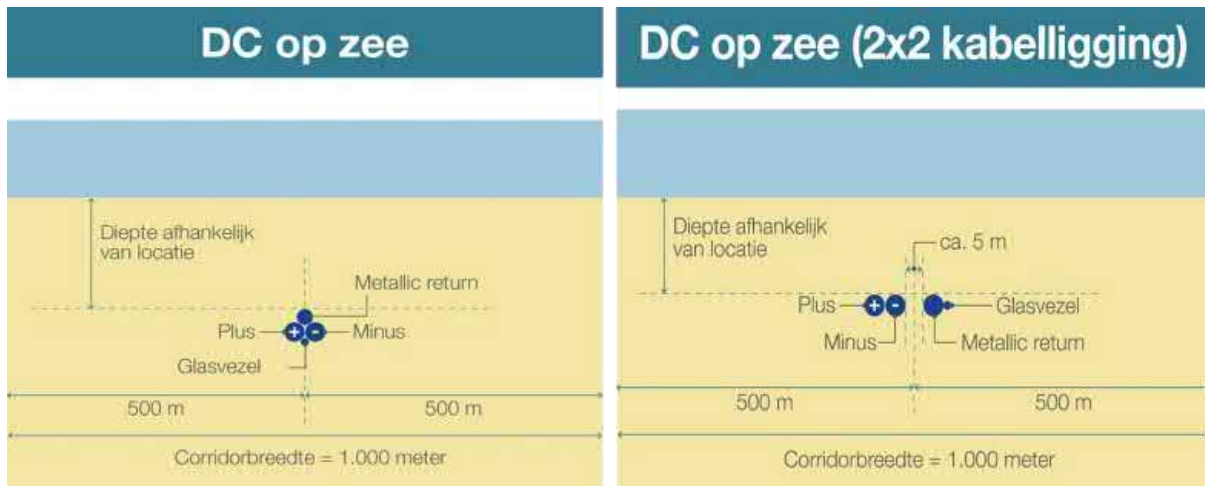 DC op zee
Diepte afhankelijk
van locatie
Metallic return
Plus
+
-
Minus
Glasvezel
500 m
500 m
Corridorbreedte = 1.000 meter
DC op zee (2x2 kabelligging)
Diepte afhankelijk
van locatie
ca. 5 m
Plus
+
-
Glasvezel
Minus
Metallic return
500 m
500 m
Corridorbreedte = 1.000 meter